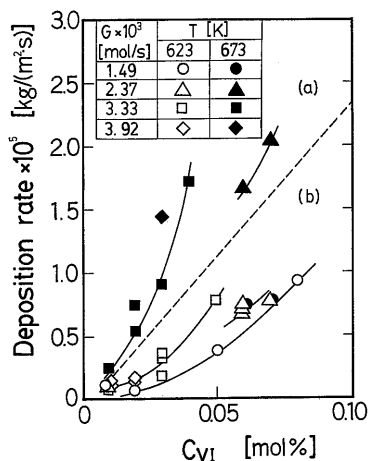 3.0
2.5
2.0
1.5
1.0
0.5
0
0
0.05
0.10
Deposition rate ×10⁵ [kg/(m²·s)]
C_VI [mol%]
G×10³ [mol/s]
T [K]
623 673
1.49 ○ ●
2.37 △ ▲
3.33 □ ■
3.92 ◇ ◆
(a)
(b)